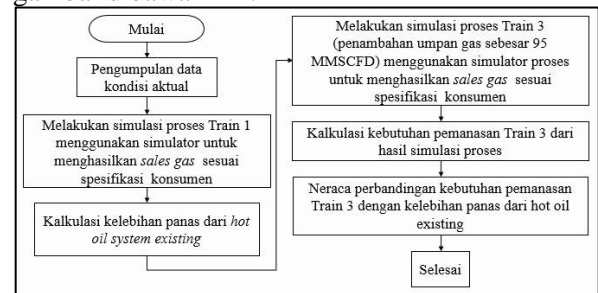 Mulai
Pengumpulan data
kondisi aktual
Melakukan simulasi proses Train 1
menggunakan simulator untuk
menghasilkan sales gas sesuai
spesifikasi konsumen
Kalkulasi kelebihan panas dari hot
oil system existing
Melakukan simulasi proses Train 3
(penambahan umpan gas sebesar 95
MMSCFD) menggunakan simulator proses
untuk menghasilkan sales gas sesuai
spesifikasi konsumen
Kalkulasi kebutuhan pemanasan Train 3 dari
hasil simulasi proses
Neraca perbandingan kebutuhan pemanasan
Train 3 dengan kelebihan panas dari hot oil
existing
Selesai